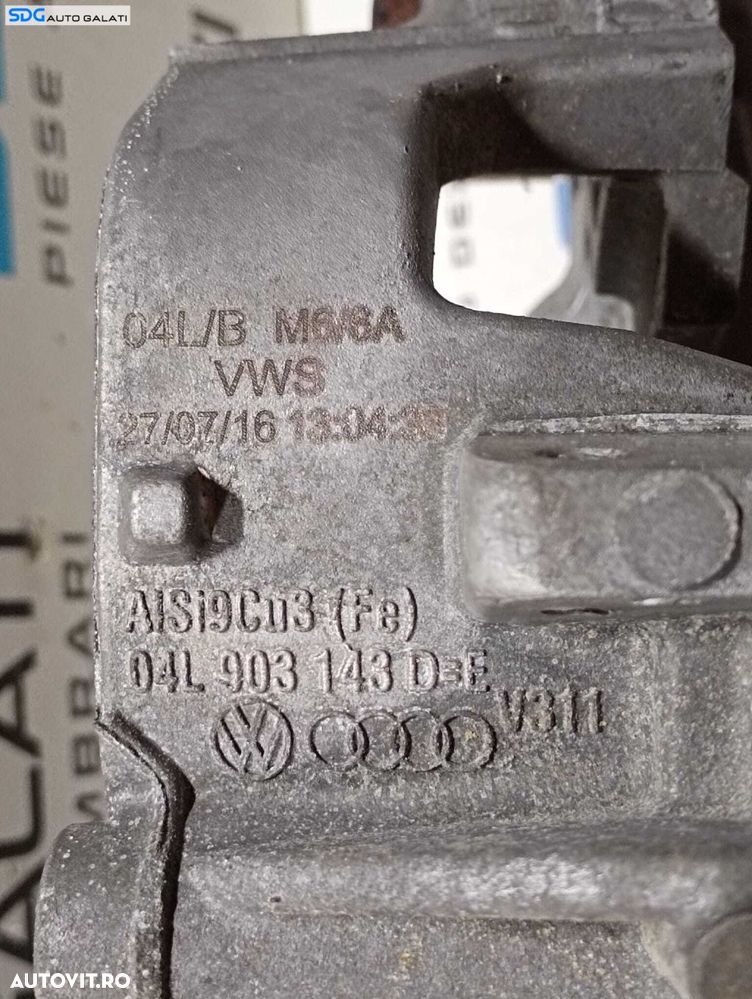 SDG AUTO GALATI
PIESE
04L/B M6/6A
VWS
27/07/16 13:04:36
AlSi9Cu3 (Fe)
04L 903 143 D=E
V311
AUTOVIT.RO